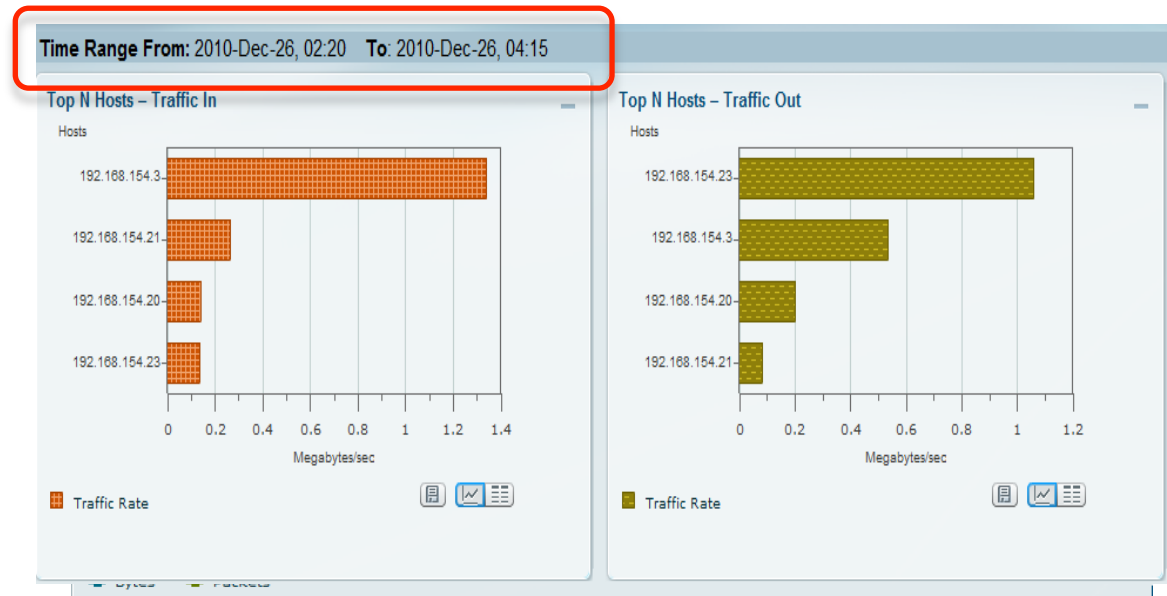 Time Range From: 2010-Dec-26, 02:20 To: 2010-Dec-26, 04:15
Top N Hosts – Traffic In
Hosts
192.168.154.3
192.168.154.21
192.168.154.20
192.168.154.23
0 0.2 0.4 0.6 0.8 1 1.2 1.4
Megabytes/sec
Traffic Rate
Top N Hosts – Traffic Out
Hosts
192.168.154.23
192.168.154.3
192.168.154.20
192.168.154.21
0 0.2 0.4 0.6 0.8 1 1.2
Megabytes/sec
Traffic Rate